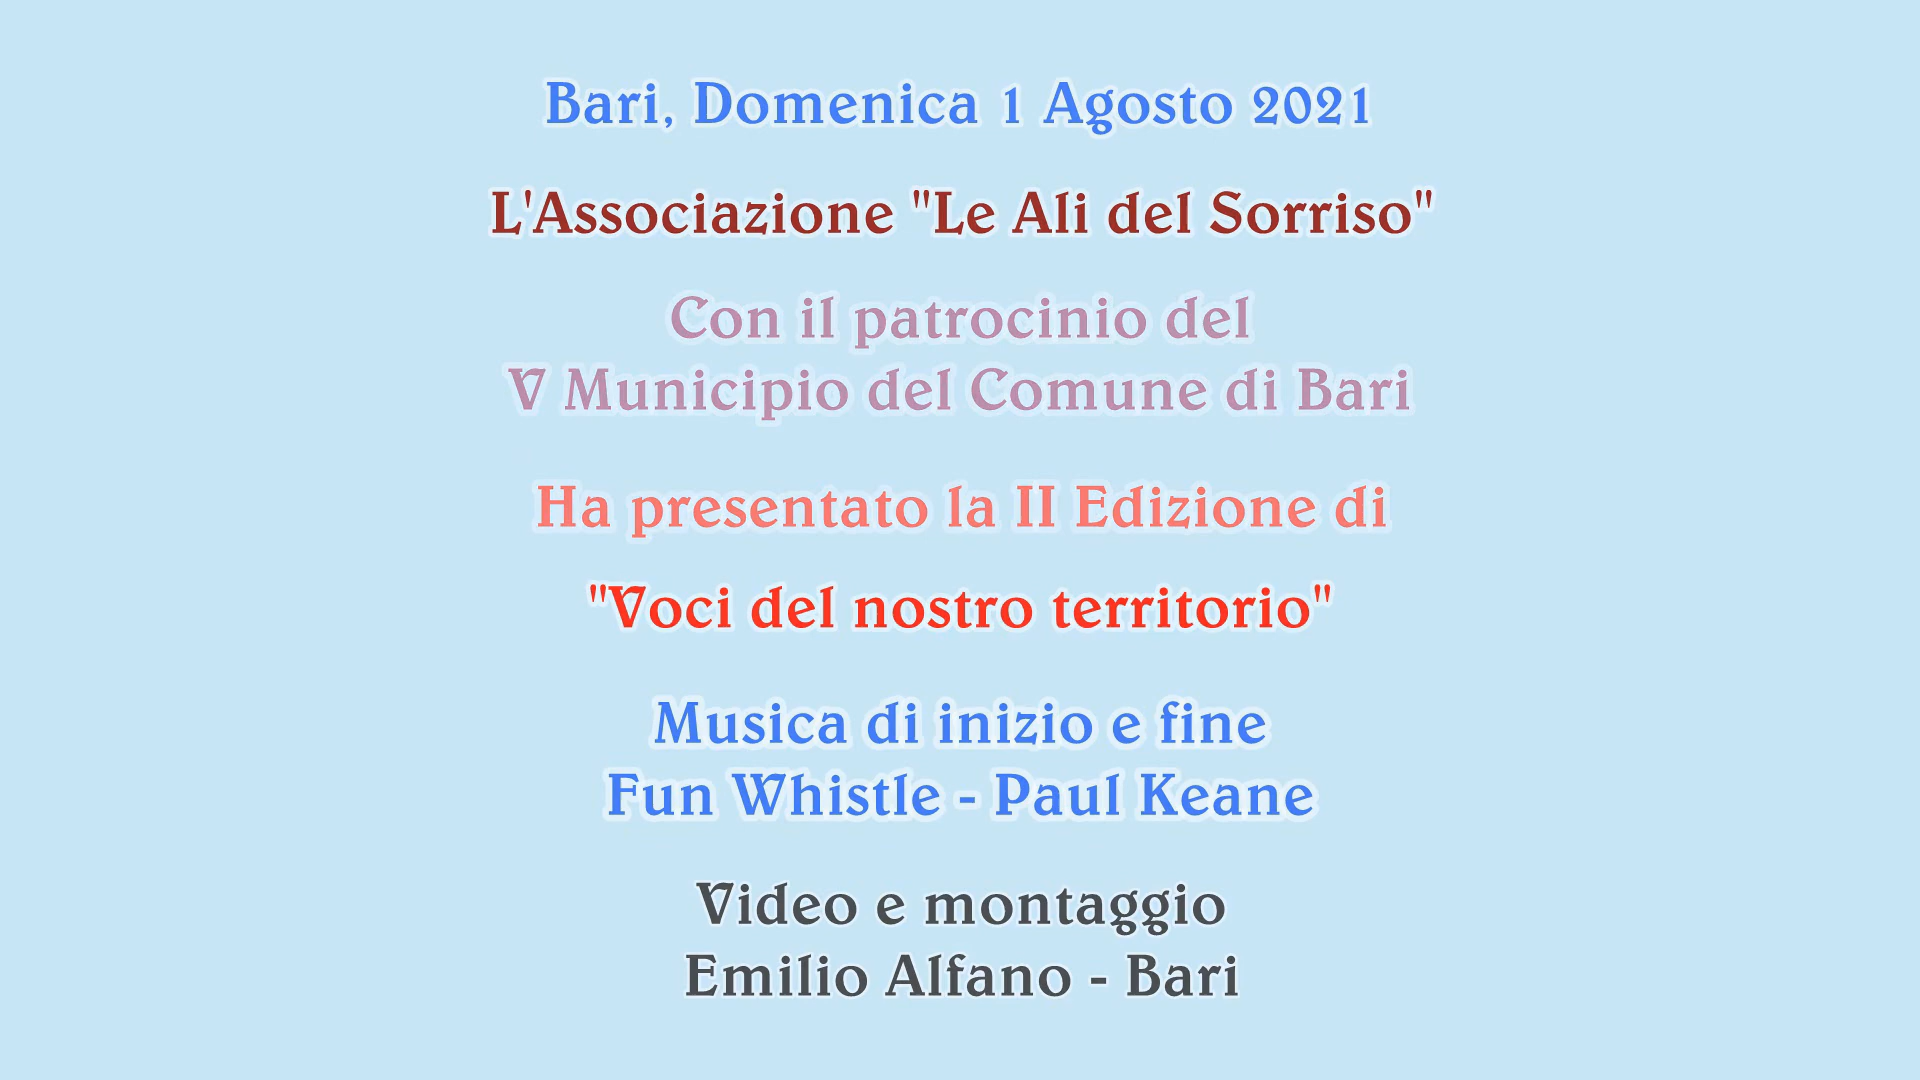 Bari, Domenica 1 Agosto 2021
L'Associazione "Le Ali del Sorriso"
Con il patrocinio del
V Municipio del Comune di Bari
Ha presentato la II Edizione di
"Voci del nostro territorio"
Musica di inizio e fine
Fun Whistle - Paul Keane
Video e montaggio
Emilio Alfano - Bari